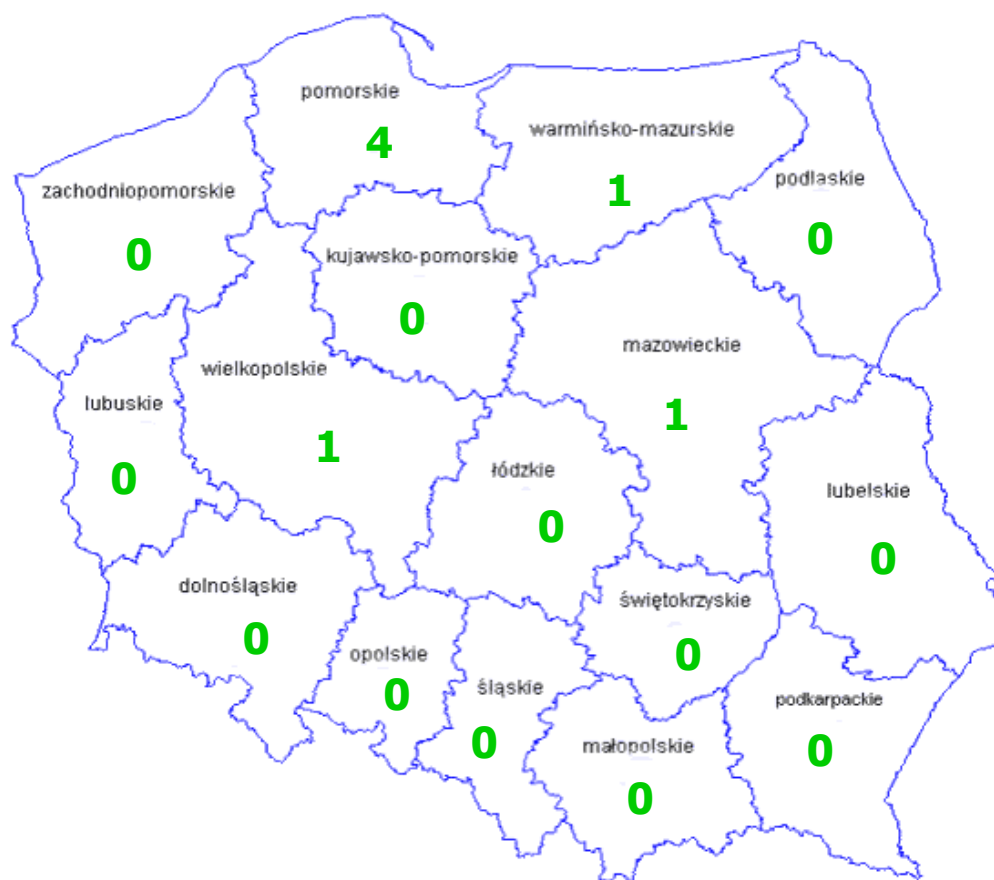 pomorskie
4
warmińsko-mazurskie
1
podlaskie
0
zachodniopomorskie
0
kujawsko-pomorskie
0
mazowieckie
1
wielkopolskie
1
lubuskie
0
łódzkie
0
lubelskie
0
dolnośląskie
0
świętokrzyskie
0
opolskie
0
śląskie
0
podkarpackie
0
małopolskie
0